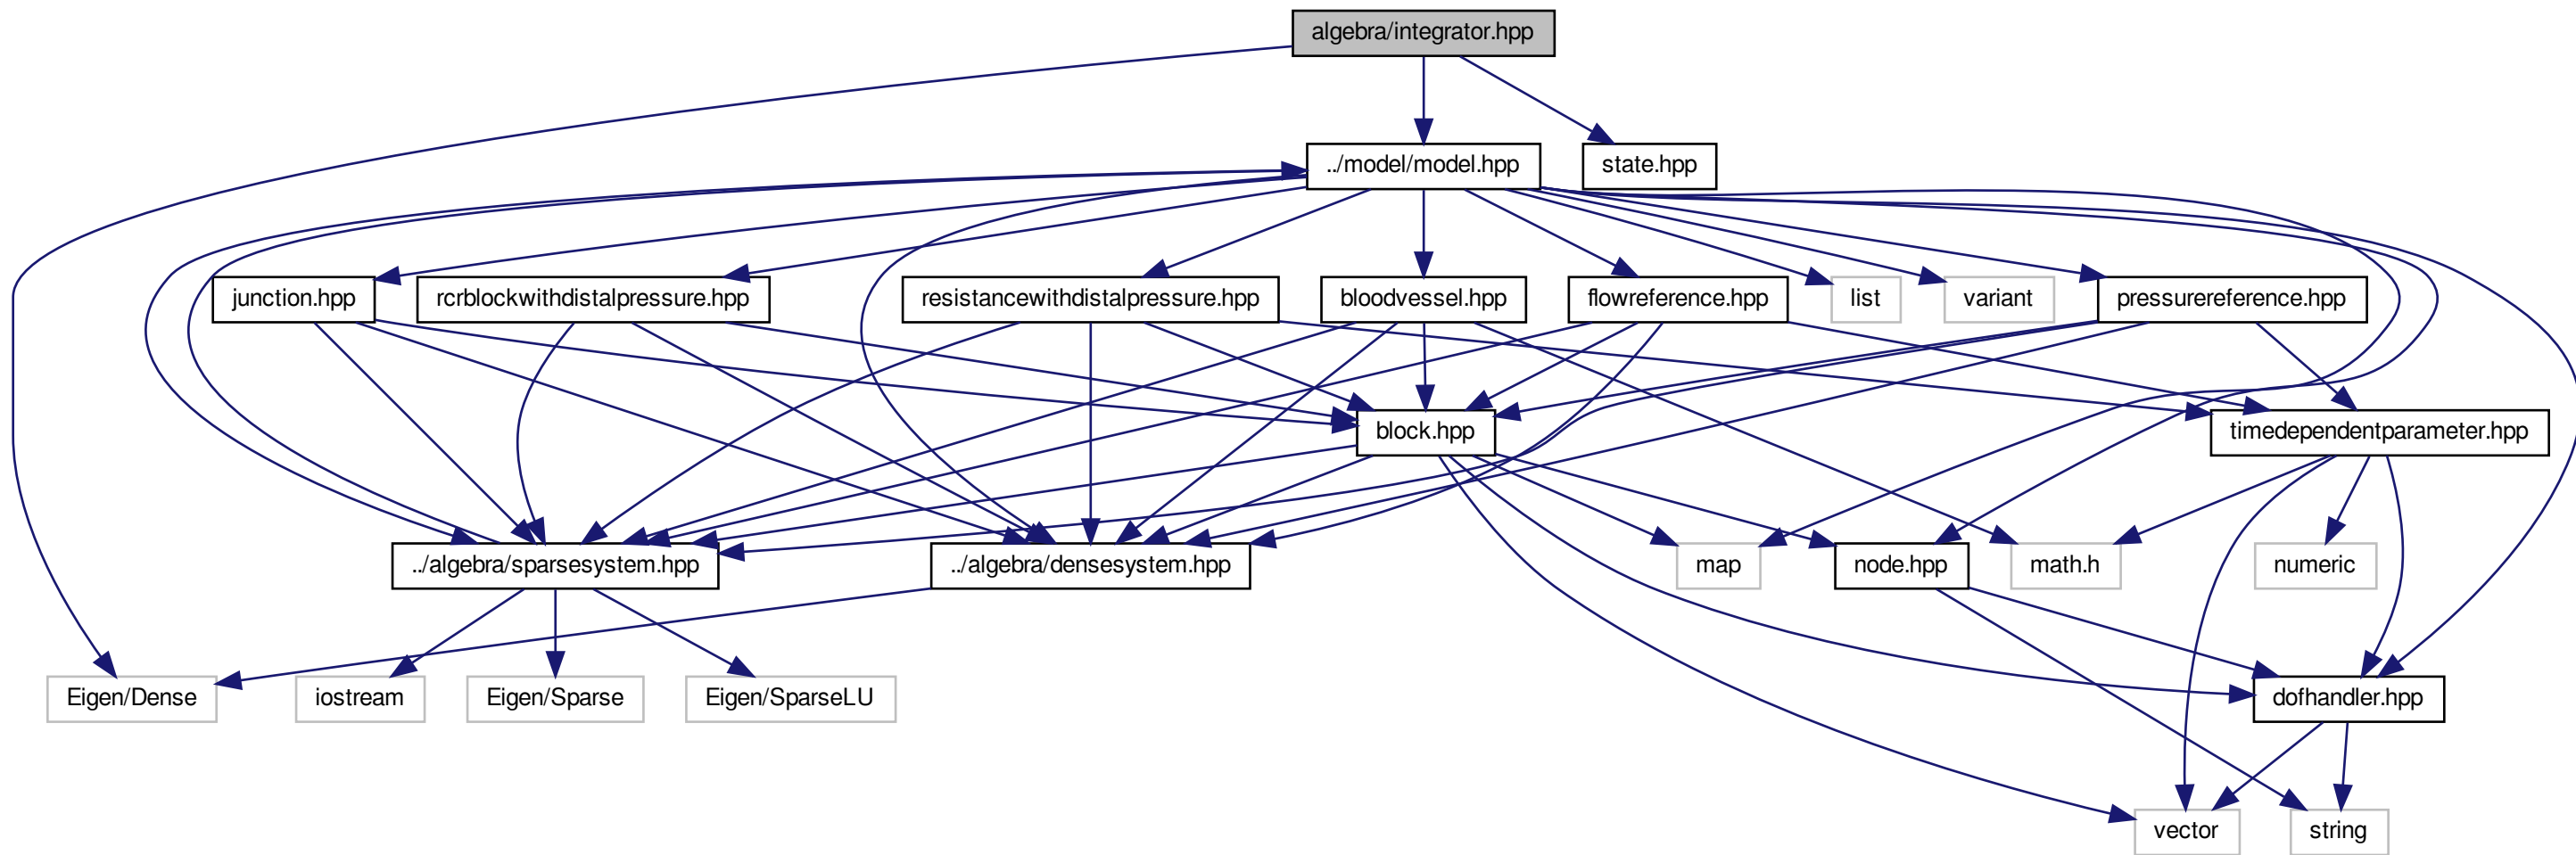 algebra/integrator.hpp
../model/model.hpp
state.hpp
junction.hpp
rcrblockwithdistalpressure.hpp
resistancewithdistalpressure.hpp
bloodvessel.hpp
flowreference.hpp
list
variant
pressurereference.hpp
block.hpp
timedependentparameter.hpp
../algebra/sparsesystem.hpp
../algebra/densesystem.hpp
map
node.hpp
math.h
numeric
Eigen/Dense
iostream
Eigen/Sparse
Eigen/SparseLU
dofhandler.hpp
vector
string